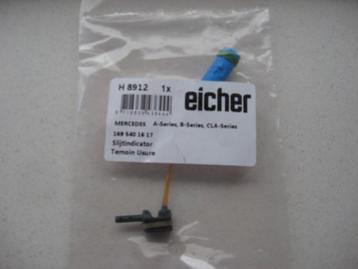 H 8912 1x
eicher
MERCEDES A-Series, B-Series, CLA-Series
169 540 16 17
Slijtindicator
Temoin Usure